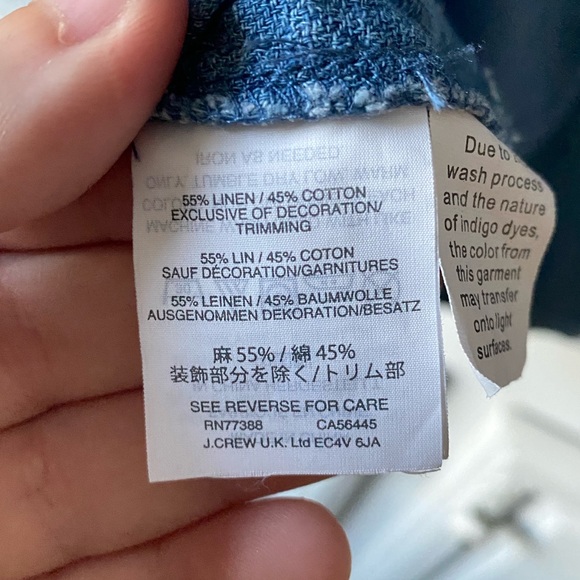 55% LINEN / 45% COTTON
EXCLUSIVE OF DECORATION/
TRIMMING
55% LIN / 45% COTON
SAUF DÉCORATION/GARNITURES
55% LEINEN / 45% BAUMWOLLE
AUSGENOMMEN DEKORATION/BESATZ
麻 55% / 綿 45%
装飾部分を除く/トリム部
SEE REVERSE FOR CARE
RN77388 CA56445
J.CREW U.K. Ltd EC4V 6JA
Due to
wash process
and the nature
of indigo dyes,
the color from
this garment
may transfer
onto light
surfaces.